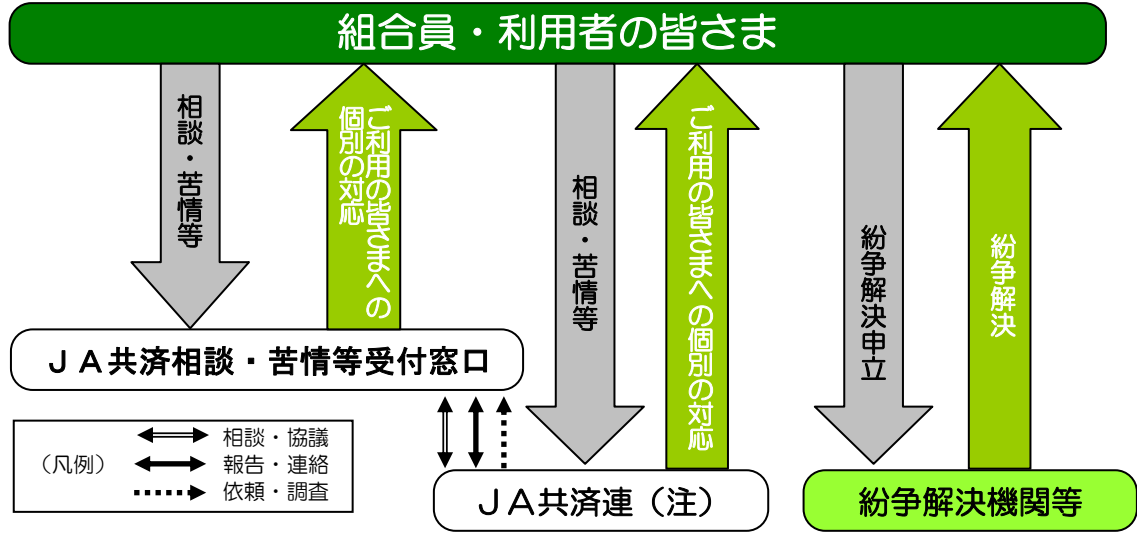 組合員・利用者の皆さま
相談・苦情等
ご利用の皆さまへの
個別の対応
相談・苦情等
ご利用の皆さまへの個別の対応
紛争解決申立
紛争解決
ＪＡ共済相談・苦情等受付窓口
（凡例）
相談・協議
報告・連絡
依頼・調査
ＪＡ共済連（注）
紛争解決機関等